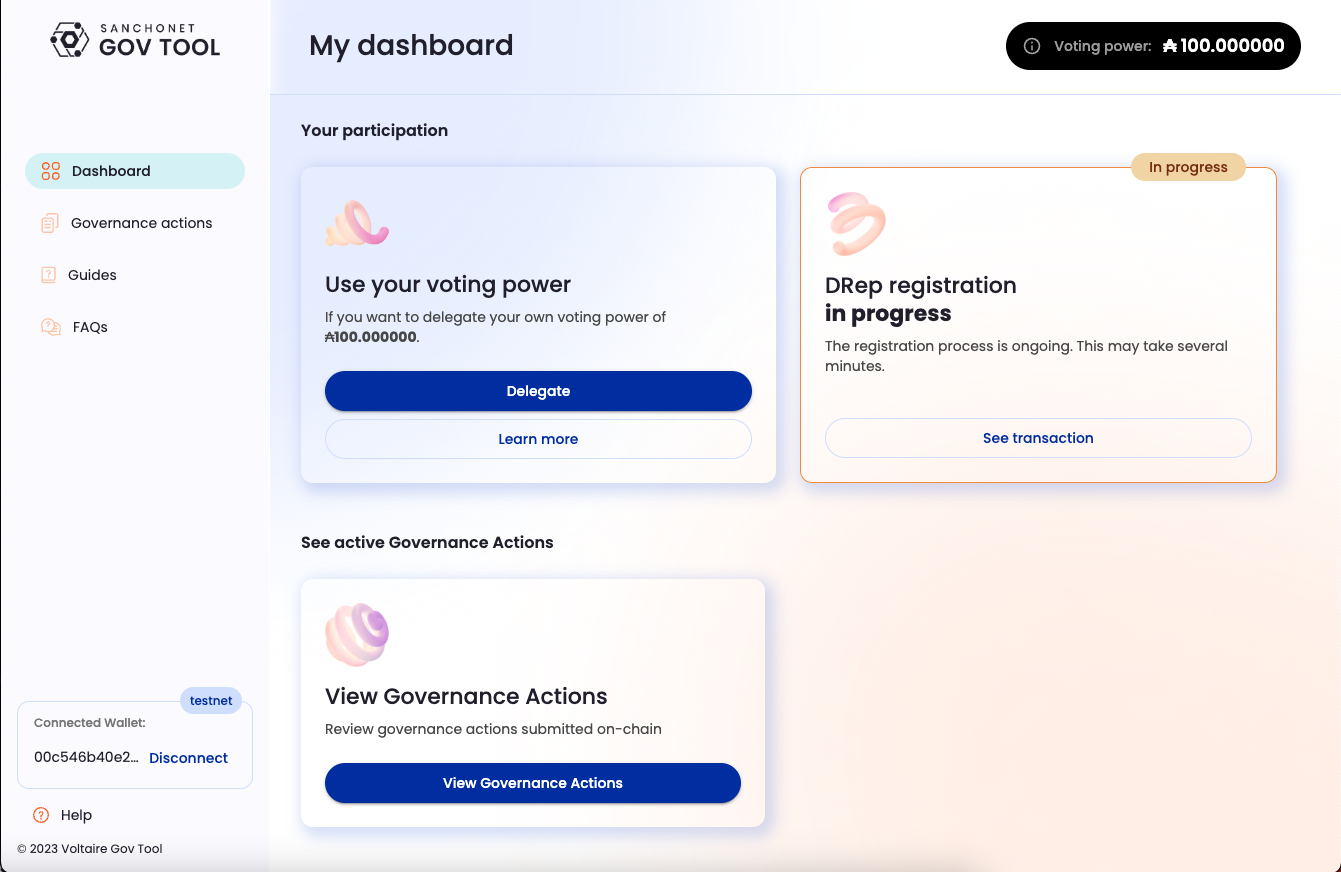 SANCHONET
GOV TOOL
My dashboard
Voting power: ₳ 100.000000
Dashboard
Governance actions
Guides
FAQs
Your participation
Use your voting power
If you want to delegate your own voting power of
₳100.000000.
Delegate
Learn more
In progress
DRep registration
in progress
The registration process is ongoing. This may take several
minutes.
See transaction
See active Governance Actions
View Governance Actions
Review governance actions submitted on-chain
View Governance Actions
testnet
Connected Wallet:
00c546b40e2... Disconnect
Help
© 2023 Voltaire Gov Tool